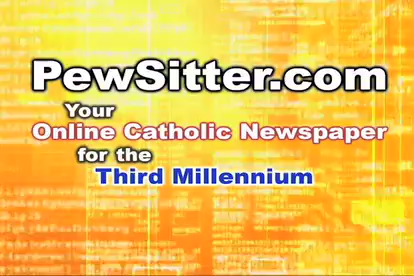 PewSitter.com
Your
Online Catholic Newspaper
for the
Third Millennium